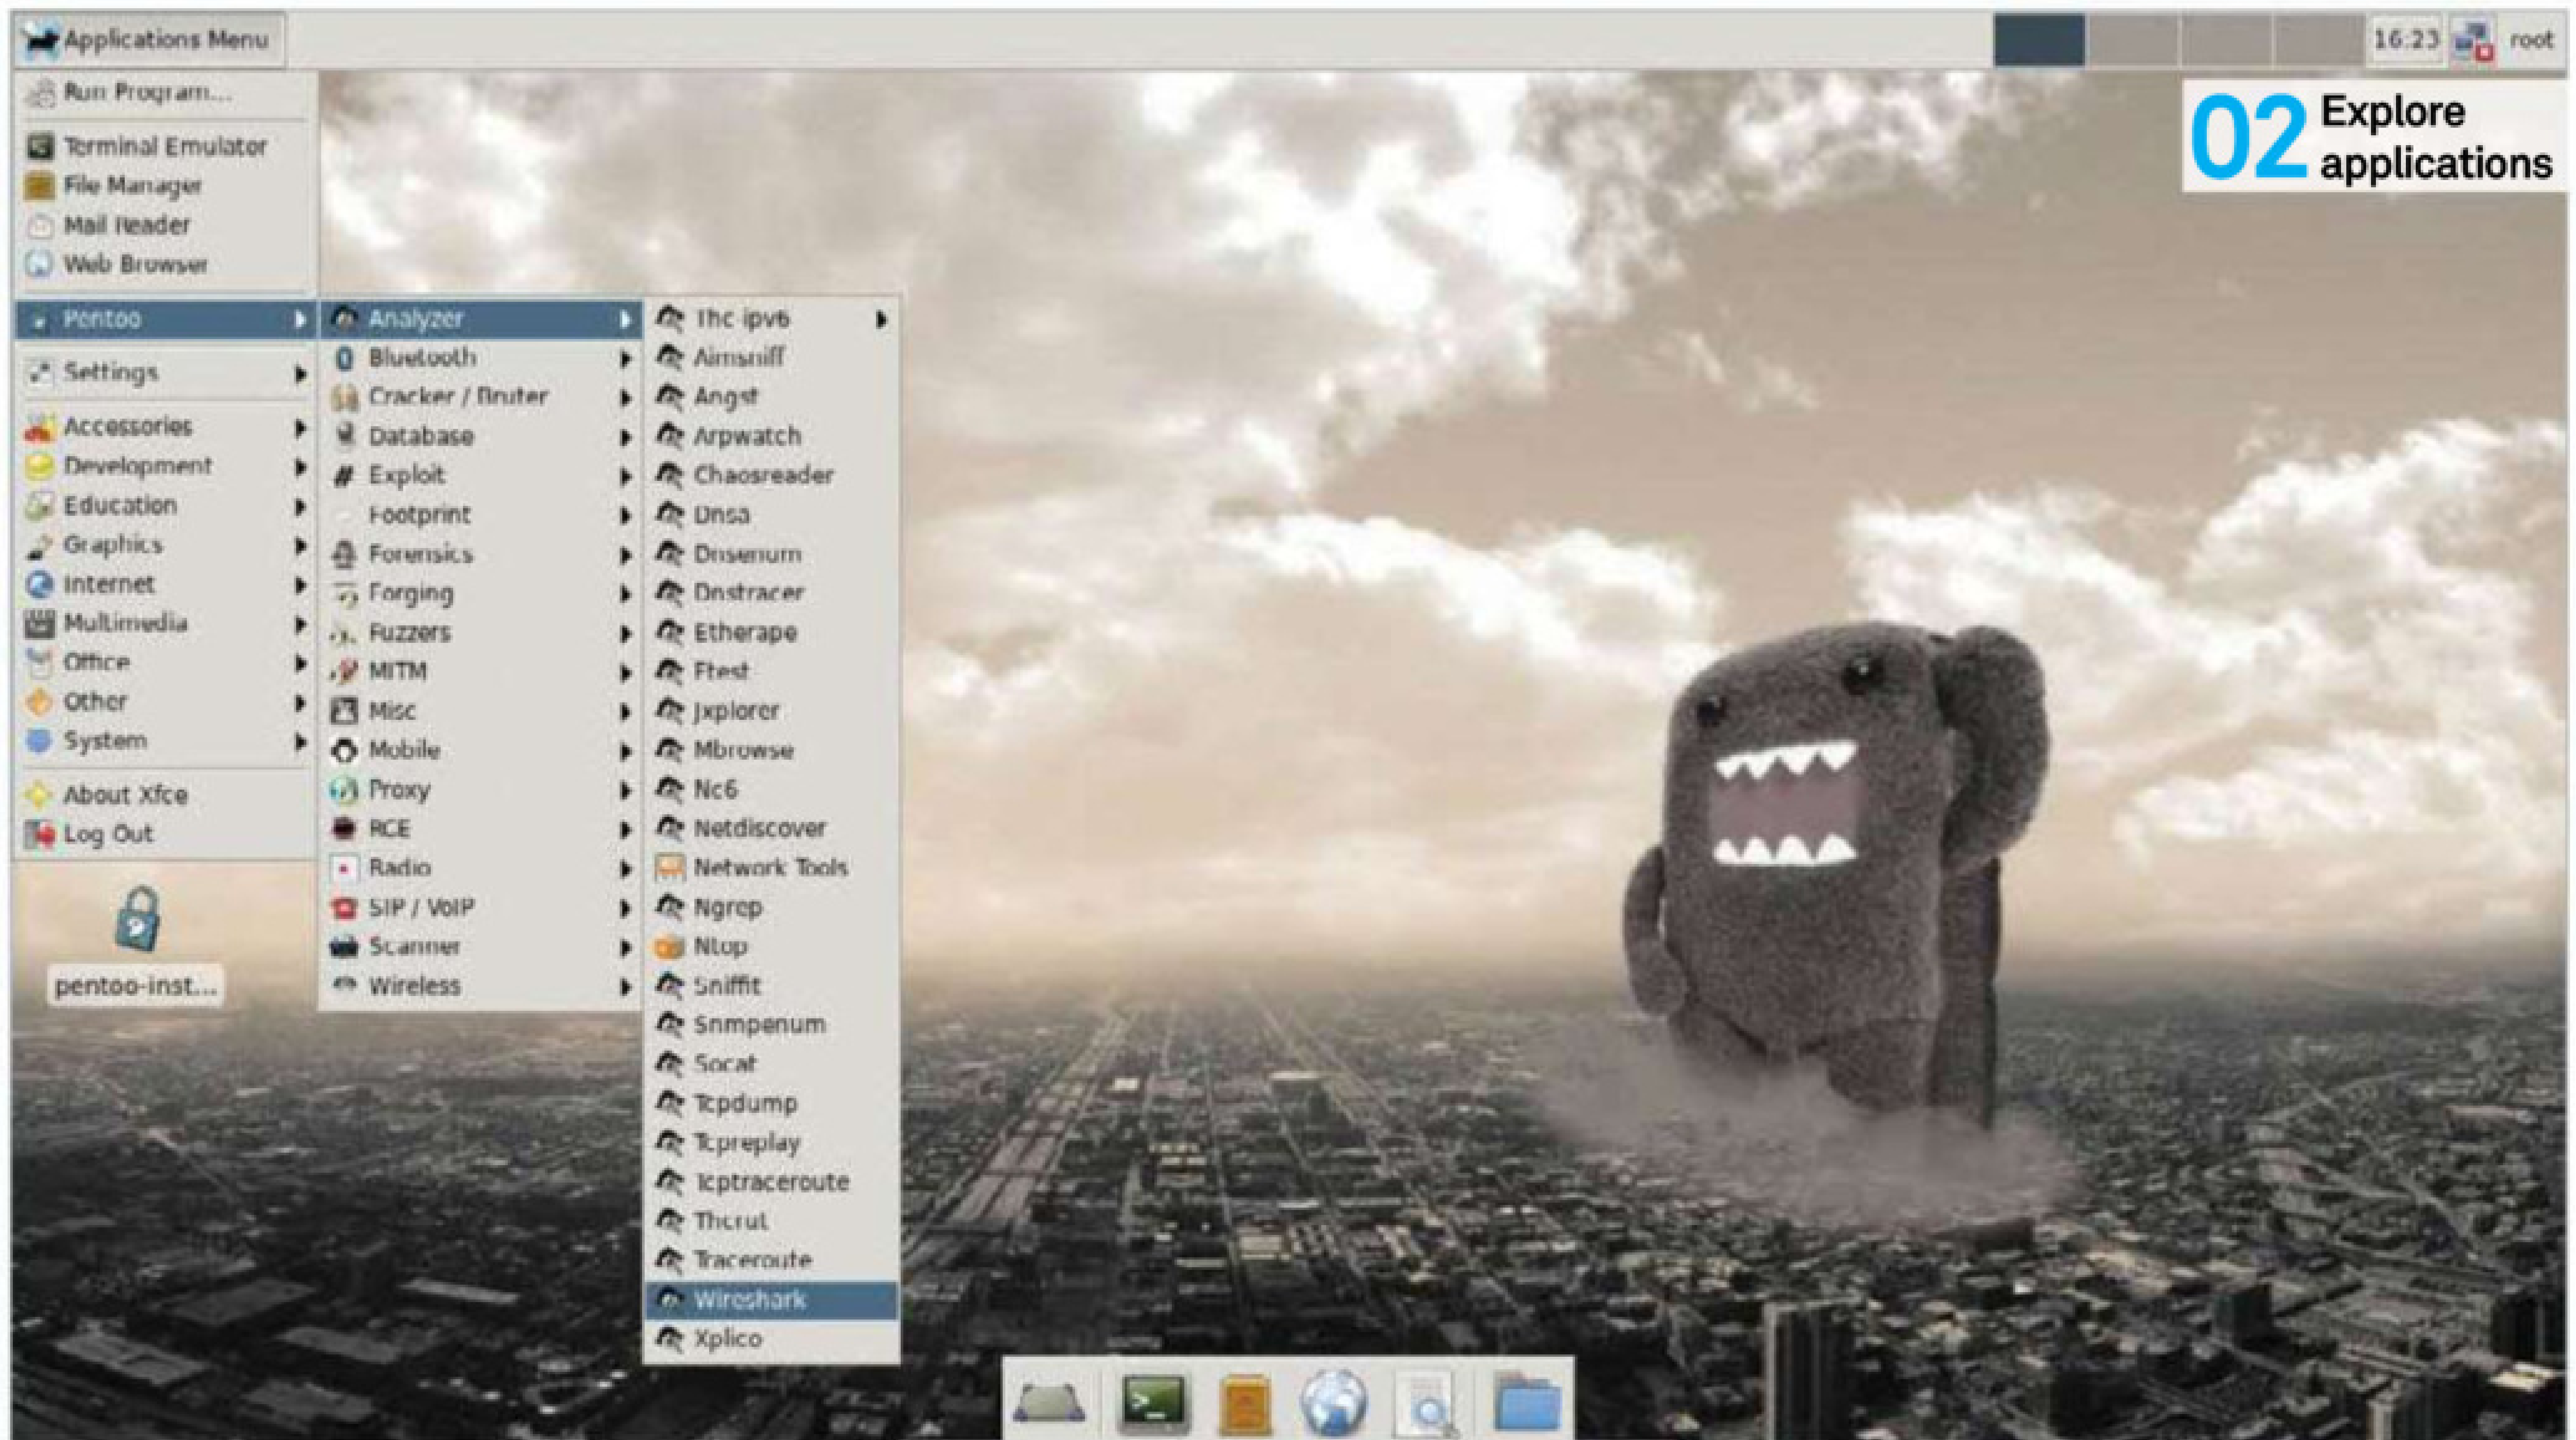 Applications Menu
16:23
root
02 Explore
applications
Run Program...
Terminal Emulator
File Manager
Mail Reader
Web Browser
Pentoo
Settings
Accessories
Development
Education
Graphics
Internet
Multimedia
Office
Other
System
About Xfce
Log Out
pentoo-inst...
Analyzer
Bluetooth
Cracker / Bruter
Database
Exploit
Footprint
Forensics
Forging
Fuzzers
MITM
Misc
Mobile
Proxy
RCE
Radio
SIP / VoIP
Scanner
Wireless
Thc ipv6
Aimsniff
Angst
Arpwatch
Chaosreader
Dnsa
Dnsenum
Dnstracer
Etherape
Ftest
Jxplorer
Mbrowse
Nc6
Netdiscover
Network Tools
Ngrep
Ntop
Sniffit
Snmpenum
Socat
Tcpdump
Tcpreplay
Tcptraceroute
Thcrut
Traceroute
Wireshark
Xplico